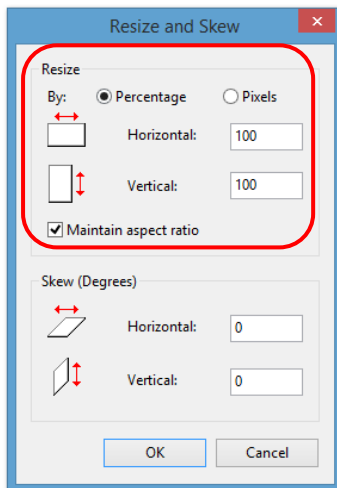 Resize and Skew
Resize
By: Percentage Pixels
Horizontal: 100
Vertical: 100
Maintain aspect ratio
Skew (Degrees)
Horizontal: 0
Vertical: 0
OK Cancel